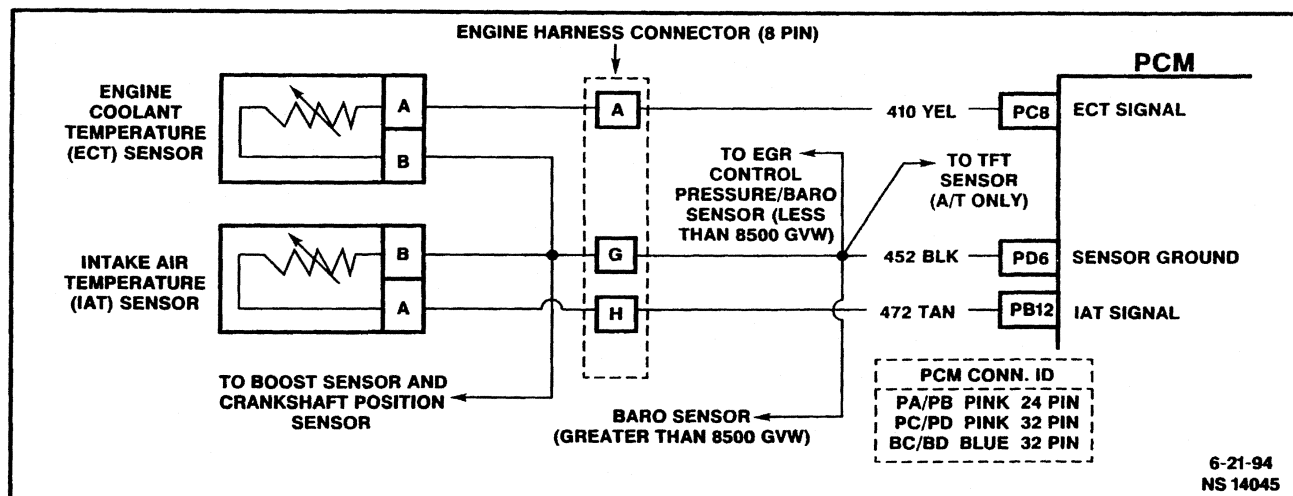 ENGINE HARNESS CONNECTOR (8 PIN)
PCM
ENGINE
COOLANT
TEMPERATURE
(ECT) SENSOR
A
B
A
410 YEL
PC8
ECT SIGNAL
TO EGR
CONTROL
PRESSURE/BARO
SENSOR (LESS
THAN 8500 GVW)
TO TFT
SENSOR
(A/T ONLY)
INTAKE AIR
TEMPERATURE
(IAT) SENSOR
B
A
G
452 BLK
PD6
SENSOR GROUND
H
472 TAN
PB12
IAT SIGNAL
TO BOOST SENSOR AND
CRANKSHAFT POSITION
SENSOR
BARO SENSOR
(GREATER THAN 8500 GVW)
PCM CONN. ID
PA/PB PINK 24 PIN
PC/PD PINK 32 PIN
BC/BD BLUE 32 PIN
6-21-94
NS 14045